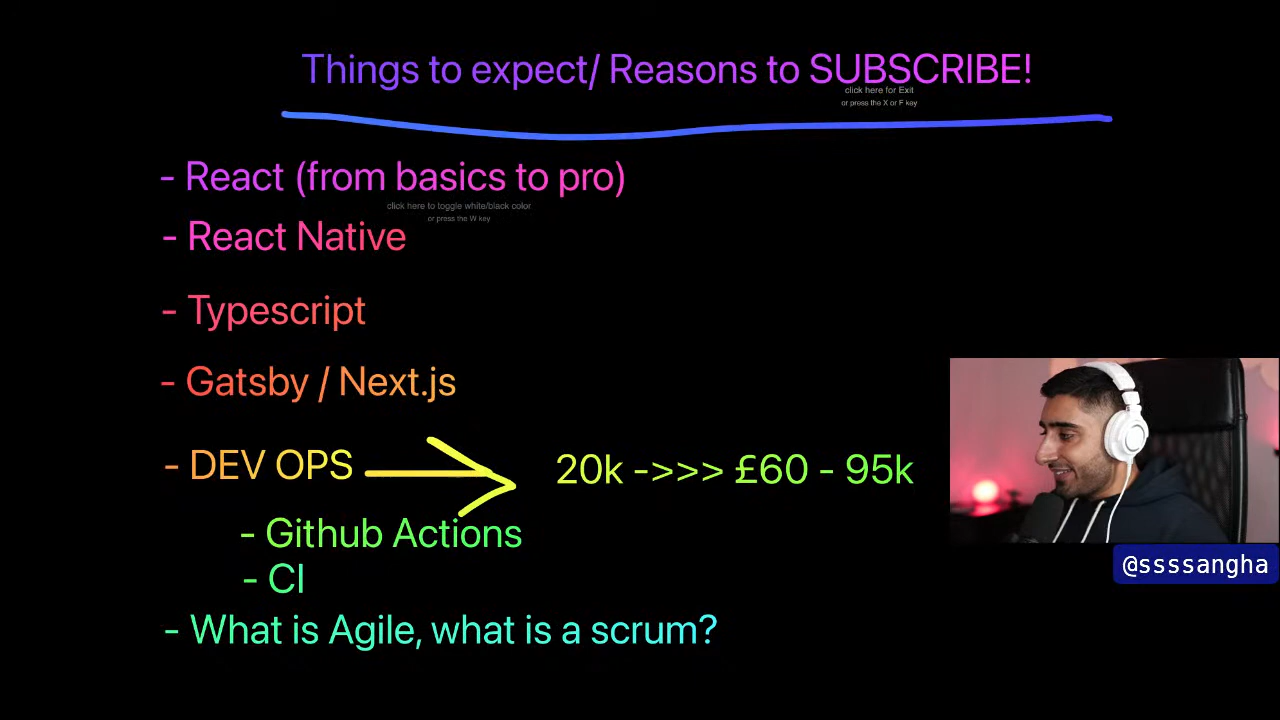 Things to expect/ Reasons to SUBSCRIBE!
click here for Exit
or press the X or F key
- React (from basics to pro)
click here to toggle white/black color
or press the W key
- React Native
- Typescript
- Gatsby / Next.js
- DEV OPS 20k ->>> £60 - 95k
- Github Actions
- CI
@ssssangha
- What is Agile, what is a scrum?